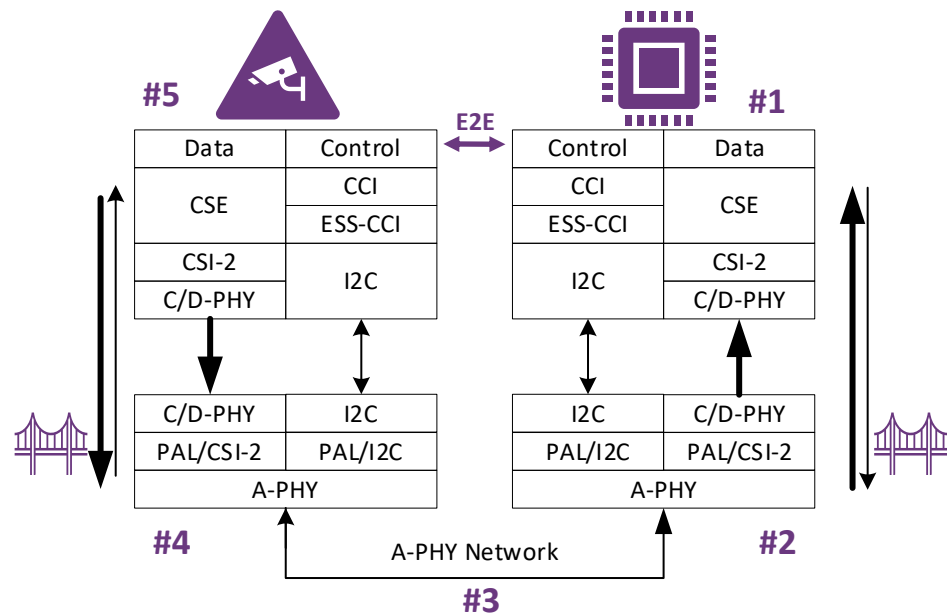 #5
#1
E2E
Data
Control
Control
Data
CSE
CCI
CCI
CSE
ESS-CCI
ESS-CCI
CSI-2
I2C
I2C
CSI-2
C/D-PHY
C/D-PHY
C/D-PHY
I2C
I2C
C/D-PHY
PAL/CSI-2
PAL/I2C
PAL/I2C
PAL/CSI-2
A-PHY
A-PHY
#4
#2
A-PHY Network
#3